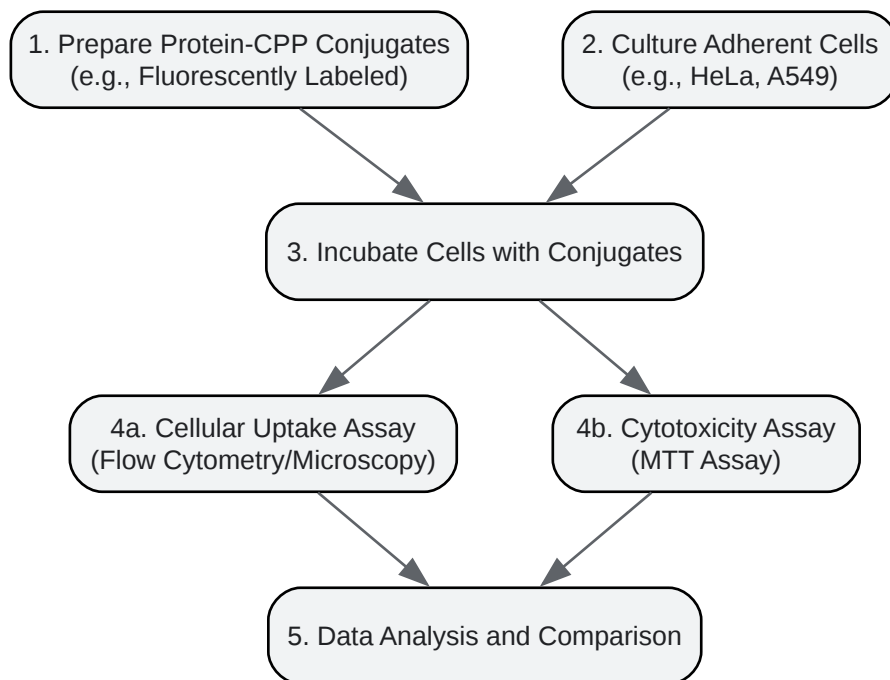 1. Prepare Protein-CPP Conjugates
(e.g., Fluorescently Labeled)
2. Culture Adherent Cells
(e.g., HeLa, A549)
3. Incubate Cells with Conjugates
4a. Cellular Uptake Assay
(Flow Cytometry/Microscopy)
4b. Cytotoxicity Assay
(MTT Assay)
5. Data Analysis and Comparison